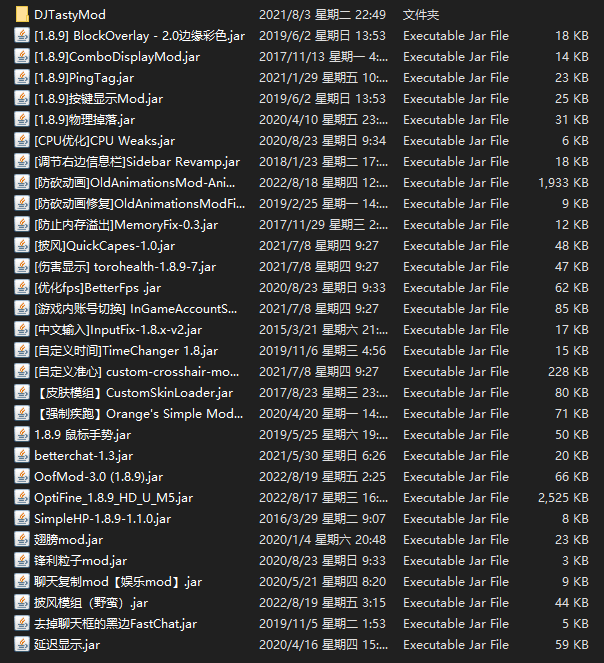 DJTastyMod 2021/8/3 星期二 22:49 文件夹
[1.8.9] BlockOverlay - 2.0边缘彩色.jar 2019/6/2 星期日 13:53 Executable Jar File 18 KB
[1.8.9]ComboDisplayMod.jar 2017/11/13 星期一 4:... Executable Jar File 14 KB
[1.8.9]PingTag.jar 2021/1/29 星期五 10:... Executable Jar File 23 KB
[1.8.9]按键显示Mod.jar 2019/6/2 星期日 13:53 Executable Jar File 25 KB
[1.8.9]物理掉落.jar 2020/4/10 星期五 23:... Executable Jar File 31 KB
[CPU优化]CPU Weaks.jar 2020/8/23 星期日 9:34 Executable Jar File 6 KB
[调节右边信息栏]Sidebar Revamp.jar 2018/1/23 星期二 17:... Executable Jar File 18 KB
[防砍动画]OldAnimationsMod-Ani... 2022/8/18 星期四 12:... Executable Jar File 1,933 KB
[防砍动画修复]OldAnimationsModFi... 2019/2/25 星期一 14:... Executable Jar File 9 KB
[防止内存溢出]MemoryFix-0.3.jar 2017/11/29 星期三 2:... Executable Jar File 12 KB
[披风]QuickCapes-1.0.jar 2021/7/8 星期四 9:27 Executable Jar File 48 KB
[伤害显示] torohealth-1.8.9-7.jar 2021/7/8 星期四 9:27 Executable Jar File 47 KB
[优化fps]BetterFps .jar 2020/8/23 星期日 9:33 Executable Jar File 62 KB
[游戏内账号切换] InGameAccountS... 2021/7/8 星期四 9:27 Executable Jar File 85 KB
[中文输入]InputFix-1.8.x-v2.jar 2015/3/21 星期六 21:... Executable Jar File 17 KB
[自定义时间]TimeChanger 1.8.jar 2019/11/6 星期三 4:56 Executable Jar File 15 KB
[自定义准心] custom-crosshair-mo... 2021/7/8 星期四 9:27 Executable Jar File 228 KB
【皮肤模组】CustomSkinLoader.jar 2017/8/23 星期三 23:... Executable Jar File 80 KB
【强制疾跑】Orange's Simple Mod... 2020/4/20 星期一 14:... Executable Jar File 71 KB
1.8.9 鼠标手势.jar 2019/5/25 星期六 19:... Executable Jar File 50 KB
betterchat-1.3.jar 2021/5/30 星期日 6:26 Executable Jar File 20 KB
OofMod-3.0 (1.8.9).jar 2022/8/19 星期五 2:25 Executable Jar File 66 KB
OptiFine_1.8.9_HD_U_M5.jar 2022/8/17 星期三 16:... Executable Jar File 2,525 KB
SimpleHP-1.8.9-1.1.0.jar 2016/3/29 星期二 9:07 Executable Jar File 8 KB
翅膀mod.jar 2020/1/4 星期六 20:48 Executable Jar File 23 KB
锋利粒子mod.jar 2020/8/23 星期日 9:33 Executable Jar File 3 KB
聊天复制mod【娱乐mod】.jar 2020/5/21 星期四 8:20 Executable Jar File 9 KB
披风模组（野蛮）.jar 2022/8/19 星期五 3:15 Executable Jar File 44 KB
去掉聊天框的黑边FastChat.jar 2019/11/5 星期二 1:53 Executable Jar File 5 KB
延迟显示.jar 2020/4/16 星期四 15:... Executable Jar File 59 KB